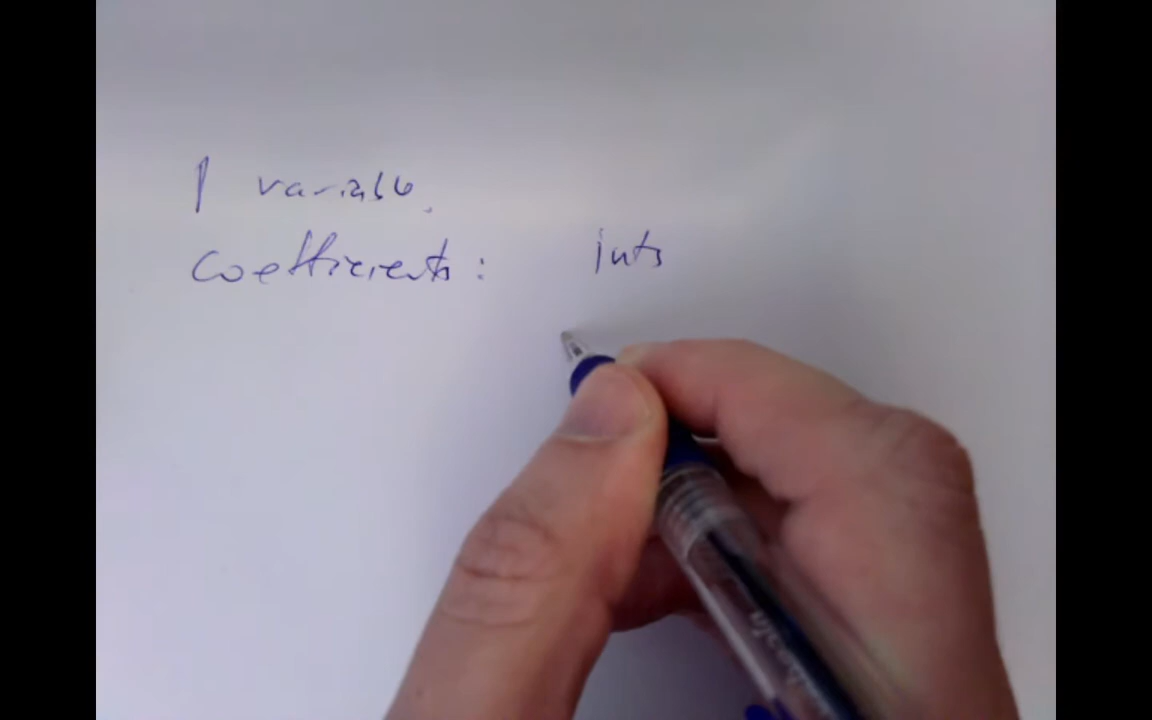 1 variable.
coefficients: ints